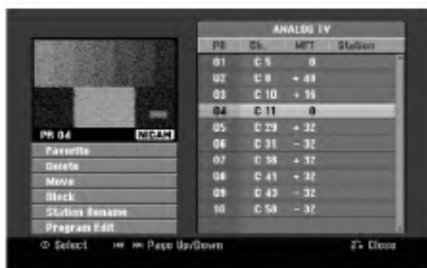 ANALOG TV
PR. Ch. MFT Station
01 C 5 0
02 C 8 + 48
03 C 10 + 16
04 C 11 0
05 C 29 + 32
06 C 31 - 32
07 C 38 + 32
08 C 41 + 32
09 C 43 - 32
10 C 50 - 32
PR 04 NICAM
Favorite
Delete
Move
Block
Station Rename
Program Edit
Select Page Up/Down Close